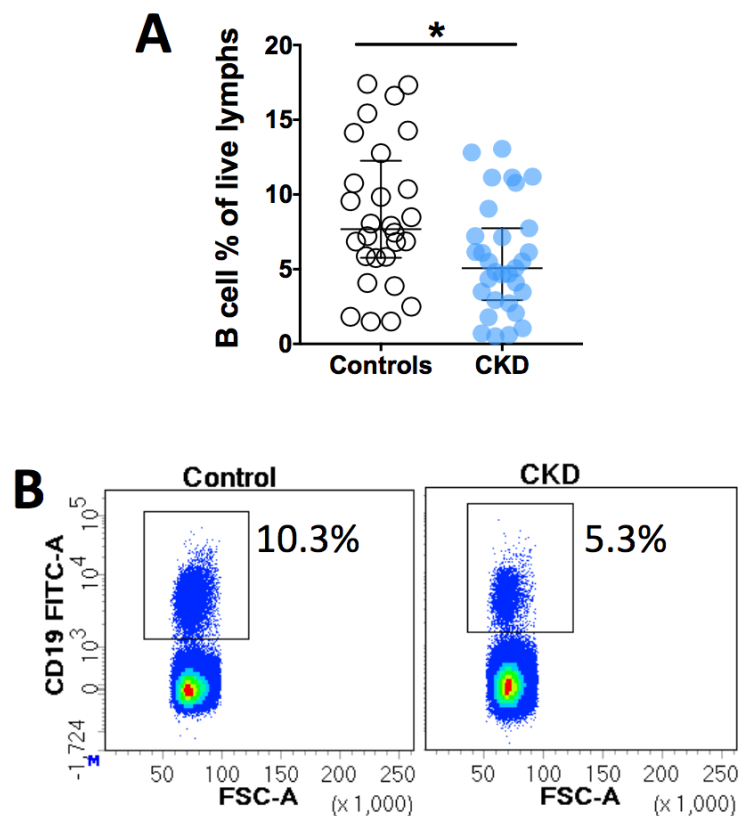 A
*
B cell % of live lymphs
20
15
10
5
0
Controls CKD
B
Control CKD
CD19 FITC-A
10^5
10^4
10^3
0
-1,724
M
10.3%
5.3%
50 100 150 200 250
50 100 150 200 250
FSC-A (x 1,000)
FSC-A (x 1,000)